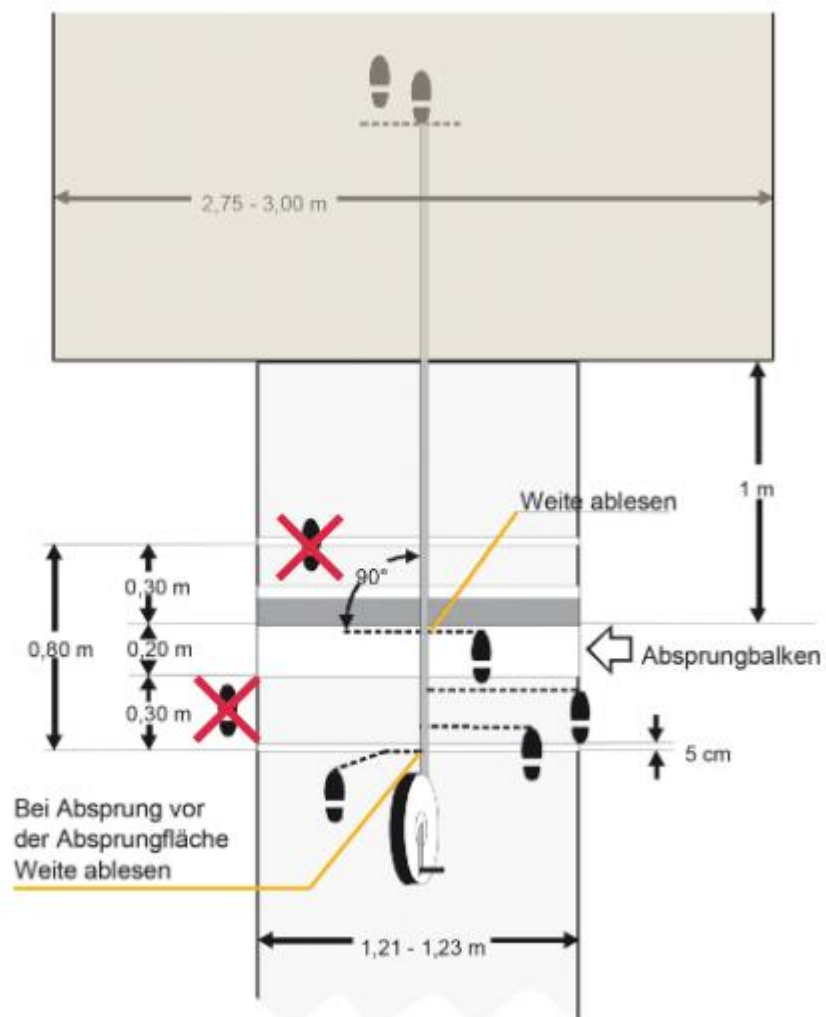 2,75 - 3,00 m
1 m
Weite ablesen
90°
0,30 m
0,80 m
0,20 m
Absprungbalken
0,30 m
5 cm
Bei Absprung vor
der Absprungfläche
Weite ablesen
1,21 - 1,23 m